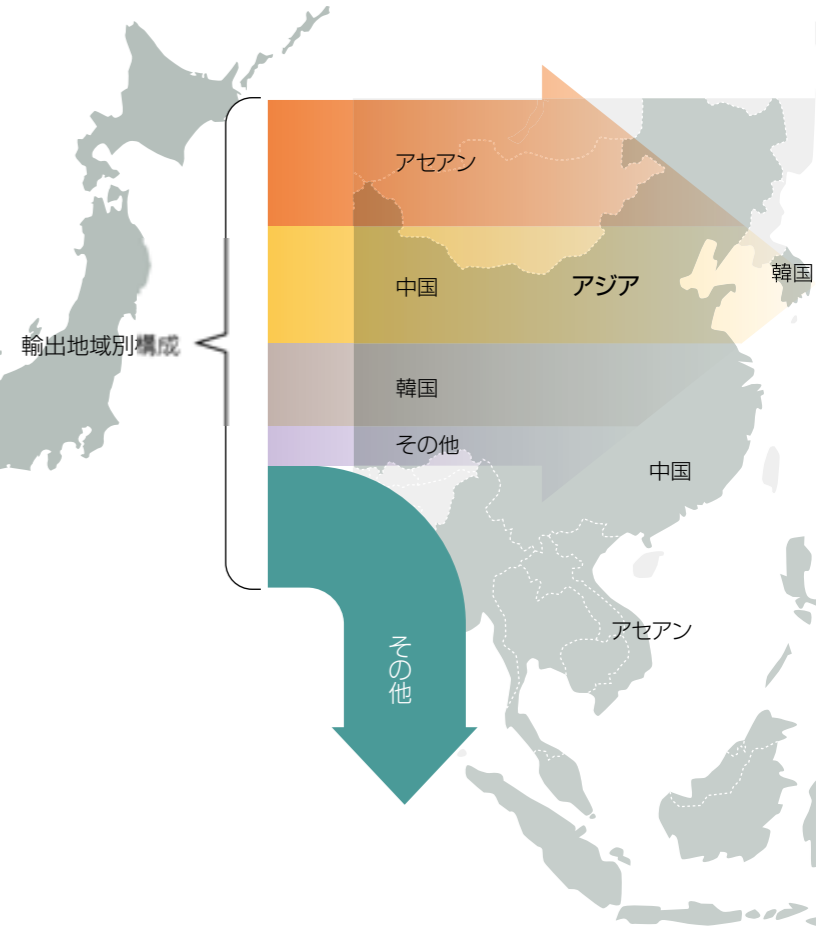 アセアン
中国
アジア
韓国
輸出地域別構成
韓国
その他
中国
アセアン
その他